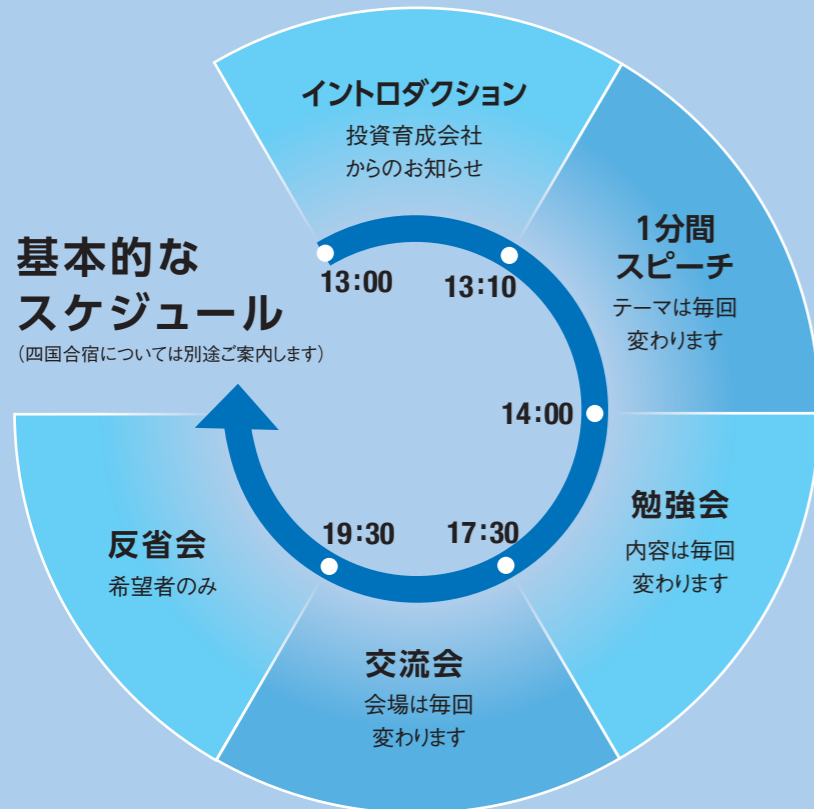 基本的な
スケジュール
（四国合宿については別途ご案内します）
イントロダクション
投資育成会社
からのお知らせ
13：00
13：10
1分間
スピーチ
テーマは毎回
変わります
14：00
勉強会
内容は毎回
変わります
17：30
交流会
会場は毎回
変わります
19：30
反省会
希望者のみ